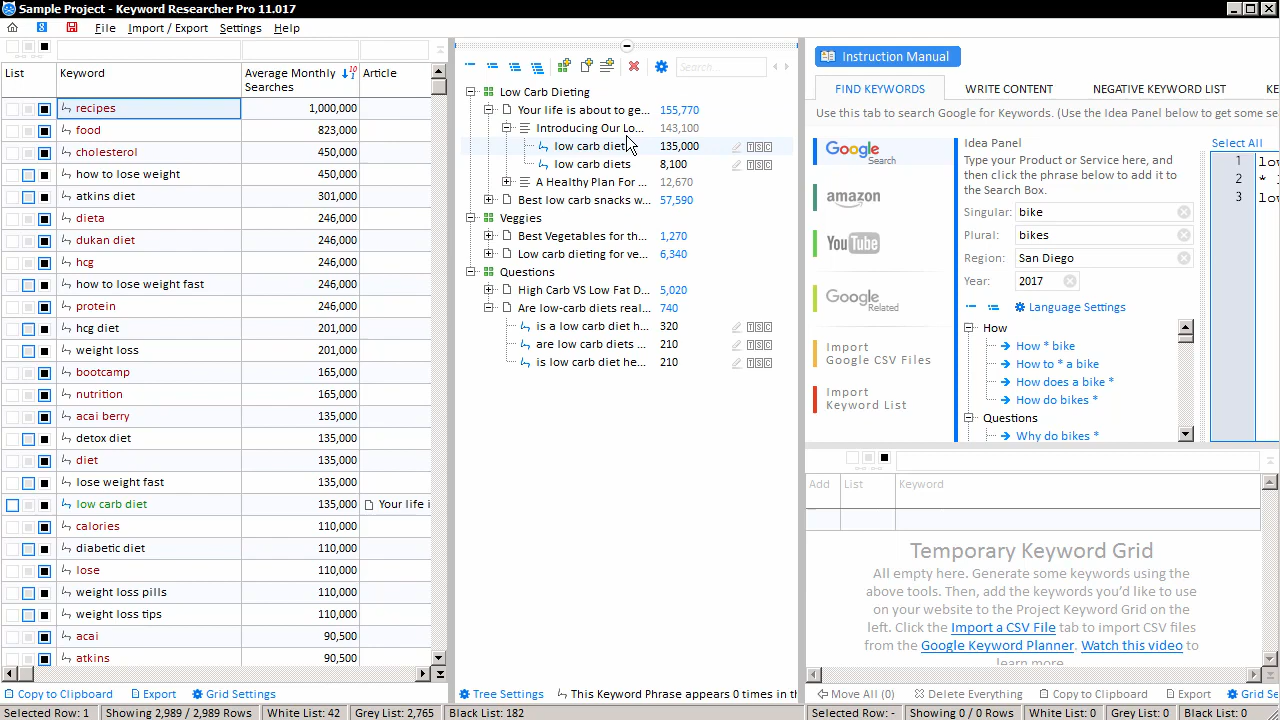 Sample Project - Keyword Researcher Pro 11.017
File Import / Export Settings Help
List Keyword Average Monthly Searches Article
recipes 1,000,000
food 823,000
cholesterol 450,000
how to lose weight 450,000
atkins diet 301,000
dieta 246,000
dukan diet 246,000
hcg 246,000
how to lose weight fast 246,000
protein 246,000
hcg diet 201,000
weight loss 201,000
bootcamp 165,000
nutrition 165,000
acai berry 135,000
detox diet 135,000
diet 135,000
lose weight fast 135,000
low carb diet 135,000 Your life i
calories 110,000
diabetic diet 110,000
lose 110,000
weight loss pills 110,000
weight loss tips 110,000
acai 90,500
atkins 90,500
Copy to Clipboard Export Grid Settings
Selected Row: 1 Showing 2,989 / 2,989 Rows White List: 42 Grey List: 2,765 Black List: 182
Search...
Low Carb Dieting
Your life is about to ge... 155,770
Introducing Our Lo... 143,100
low carb diet 135,000 TSC
low carb diets 8,100 TSC
A Healthy Plan For ... 12,670
Best low carb snacks w... 57,590
Veggies
Best Vegetables for th... 1,270
Low carb dieting for ve... 6,340
Questions
High Carb VS Low Fat D... 5,020
Are low-carb diets real... 740
is a low carb diet h... 320 TSC
are low carb diets ... 210 TSC
is low carb diet he... 210 TSC
Tree Settings This Keyword Phrase appears 0 times in th
Instruction Manual
FIND KEYWORDS WRITE CONTENT NEGATIVE KEYWORD LIST KE
Use this tab to search Google for Keywords. (Use the Idea Panel below to get some se
Google Search
amazon
YouTube
Google Related
Import
Google CSV Files
Import
Keyword List
Idea Panel
Type your Product or Service here, and
then click the phrase below to add it to
the Search Box.
Singular: bike
Plural: bikes
Region: San Diego
Year: 2017
Language Settings
How
How * bike
How to * a bike
How does a bike *
How do bikes *
Questions
Why do bikes *
Select All
1 lo
2 *
3 lo
Add List Keyword
Temporary Keyword Grid
All empty here. Generate some keywords using the
above tools. Then, add the keywords you'd like to use
on your website to the Project Keyword Grid on the
left. Click the Import a CSV File tab to import CSV files
from the Google Keyword Planner. Watch this video to
learn more
Move All (0) Delete Everything Copy to Clipboard Export Grid Se
Selected Row: - Showing 0 / 0 Rows White List: 0 Grey List: 0 Black List: 0